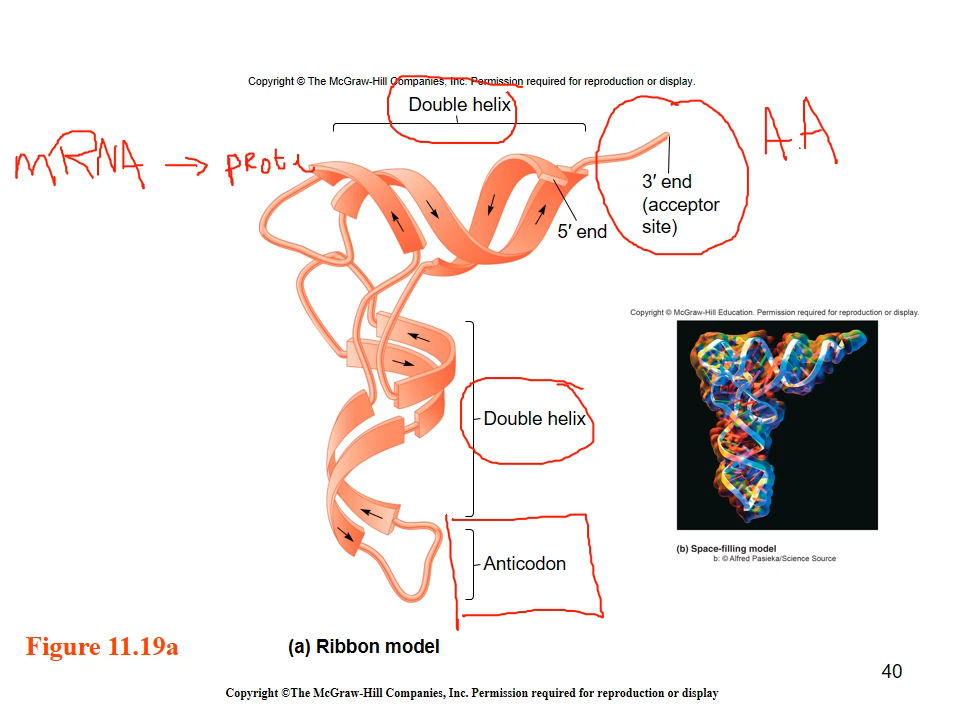 Copyright © The McGraw-Hill Companies, Inc. Permission required for reproduction or display.
Double helix
mRNA → prote
A.A
3′ end
(acceptor
site)
5′ end
Copyright © McGraw-Hill Education. Permission required for reproduction or display.
Double helix
(b) Space-filling model
b: © Alfred Pasieka/Science Source
Anticodon
Figure 11.19a
(a) Ribbon model
40
Copyright ©The McGraw-Hill Companies, Inc. Permission required for reproduction or display